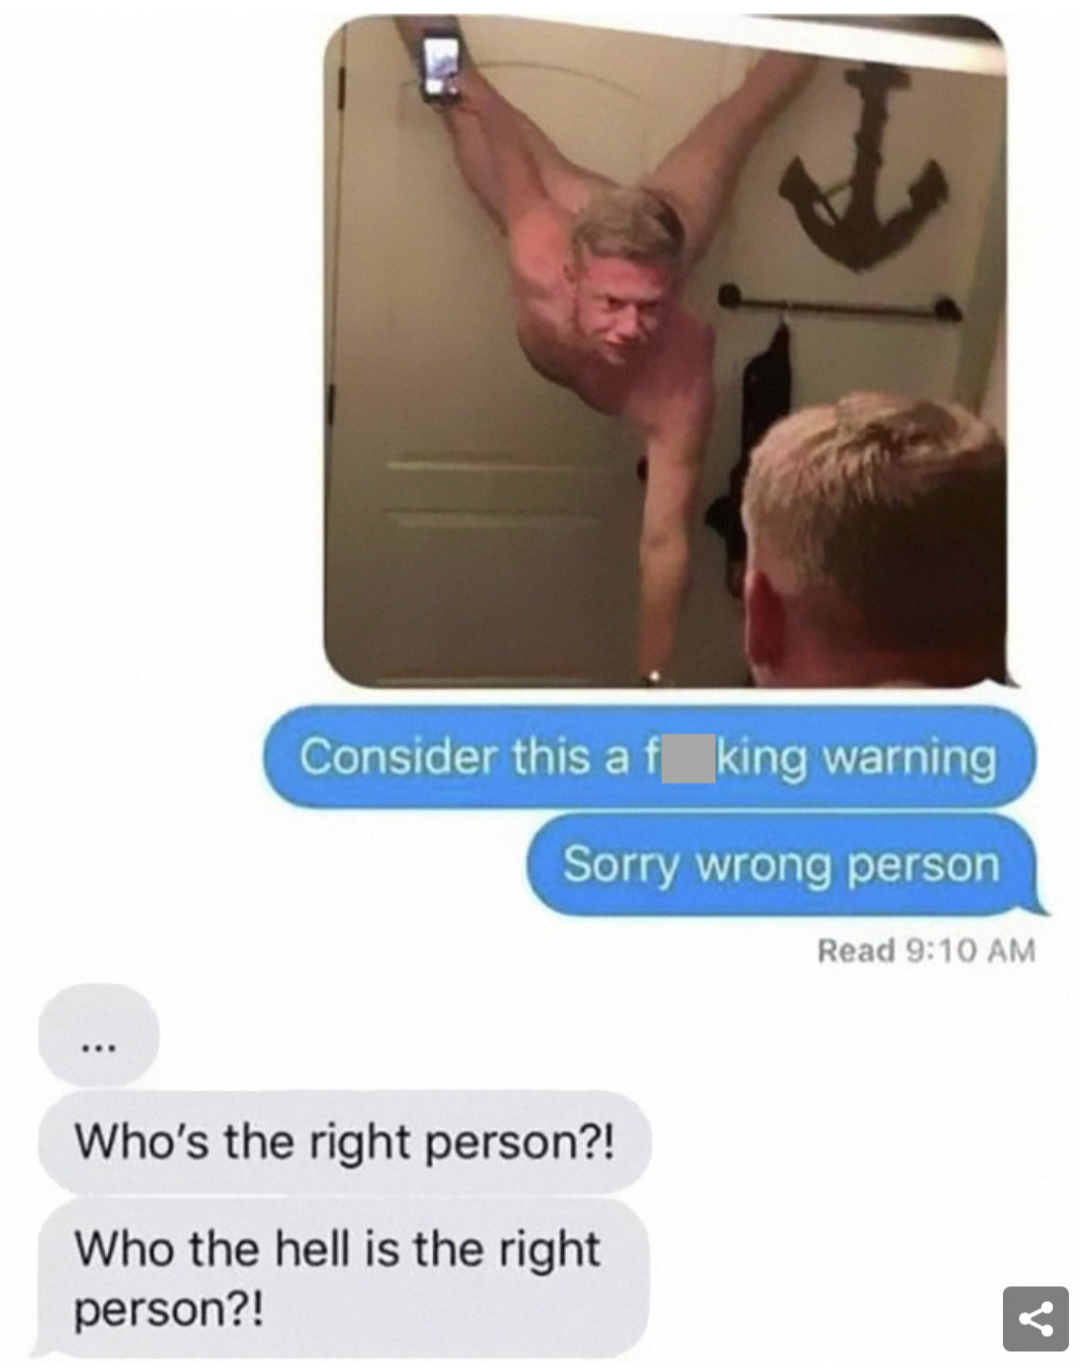 Consider this a f king warning
Sorry wrong person
Read 9:10 AM
...
Who's the right person?!
Who the hell is the right
person?!